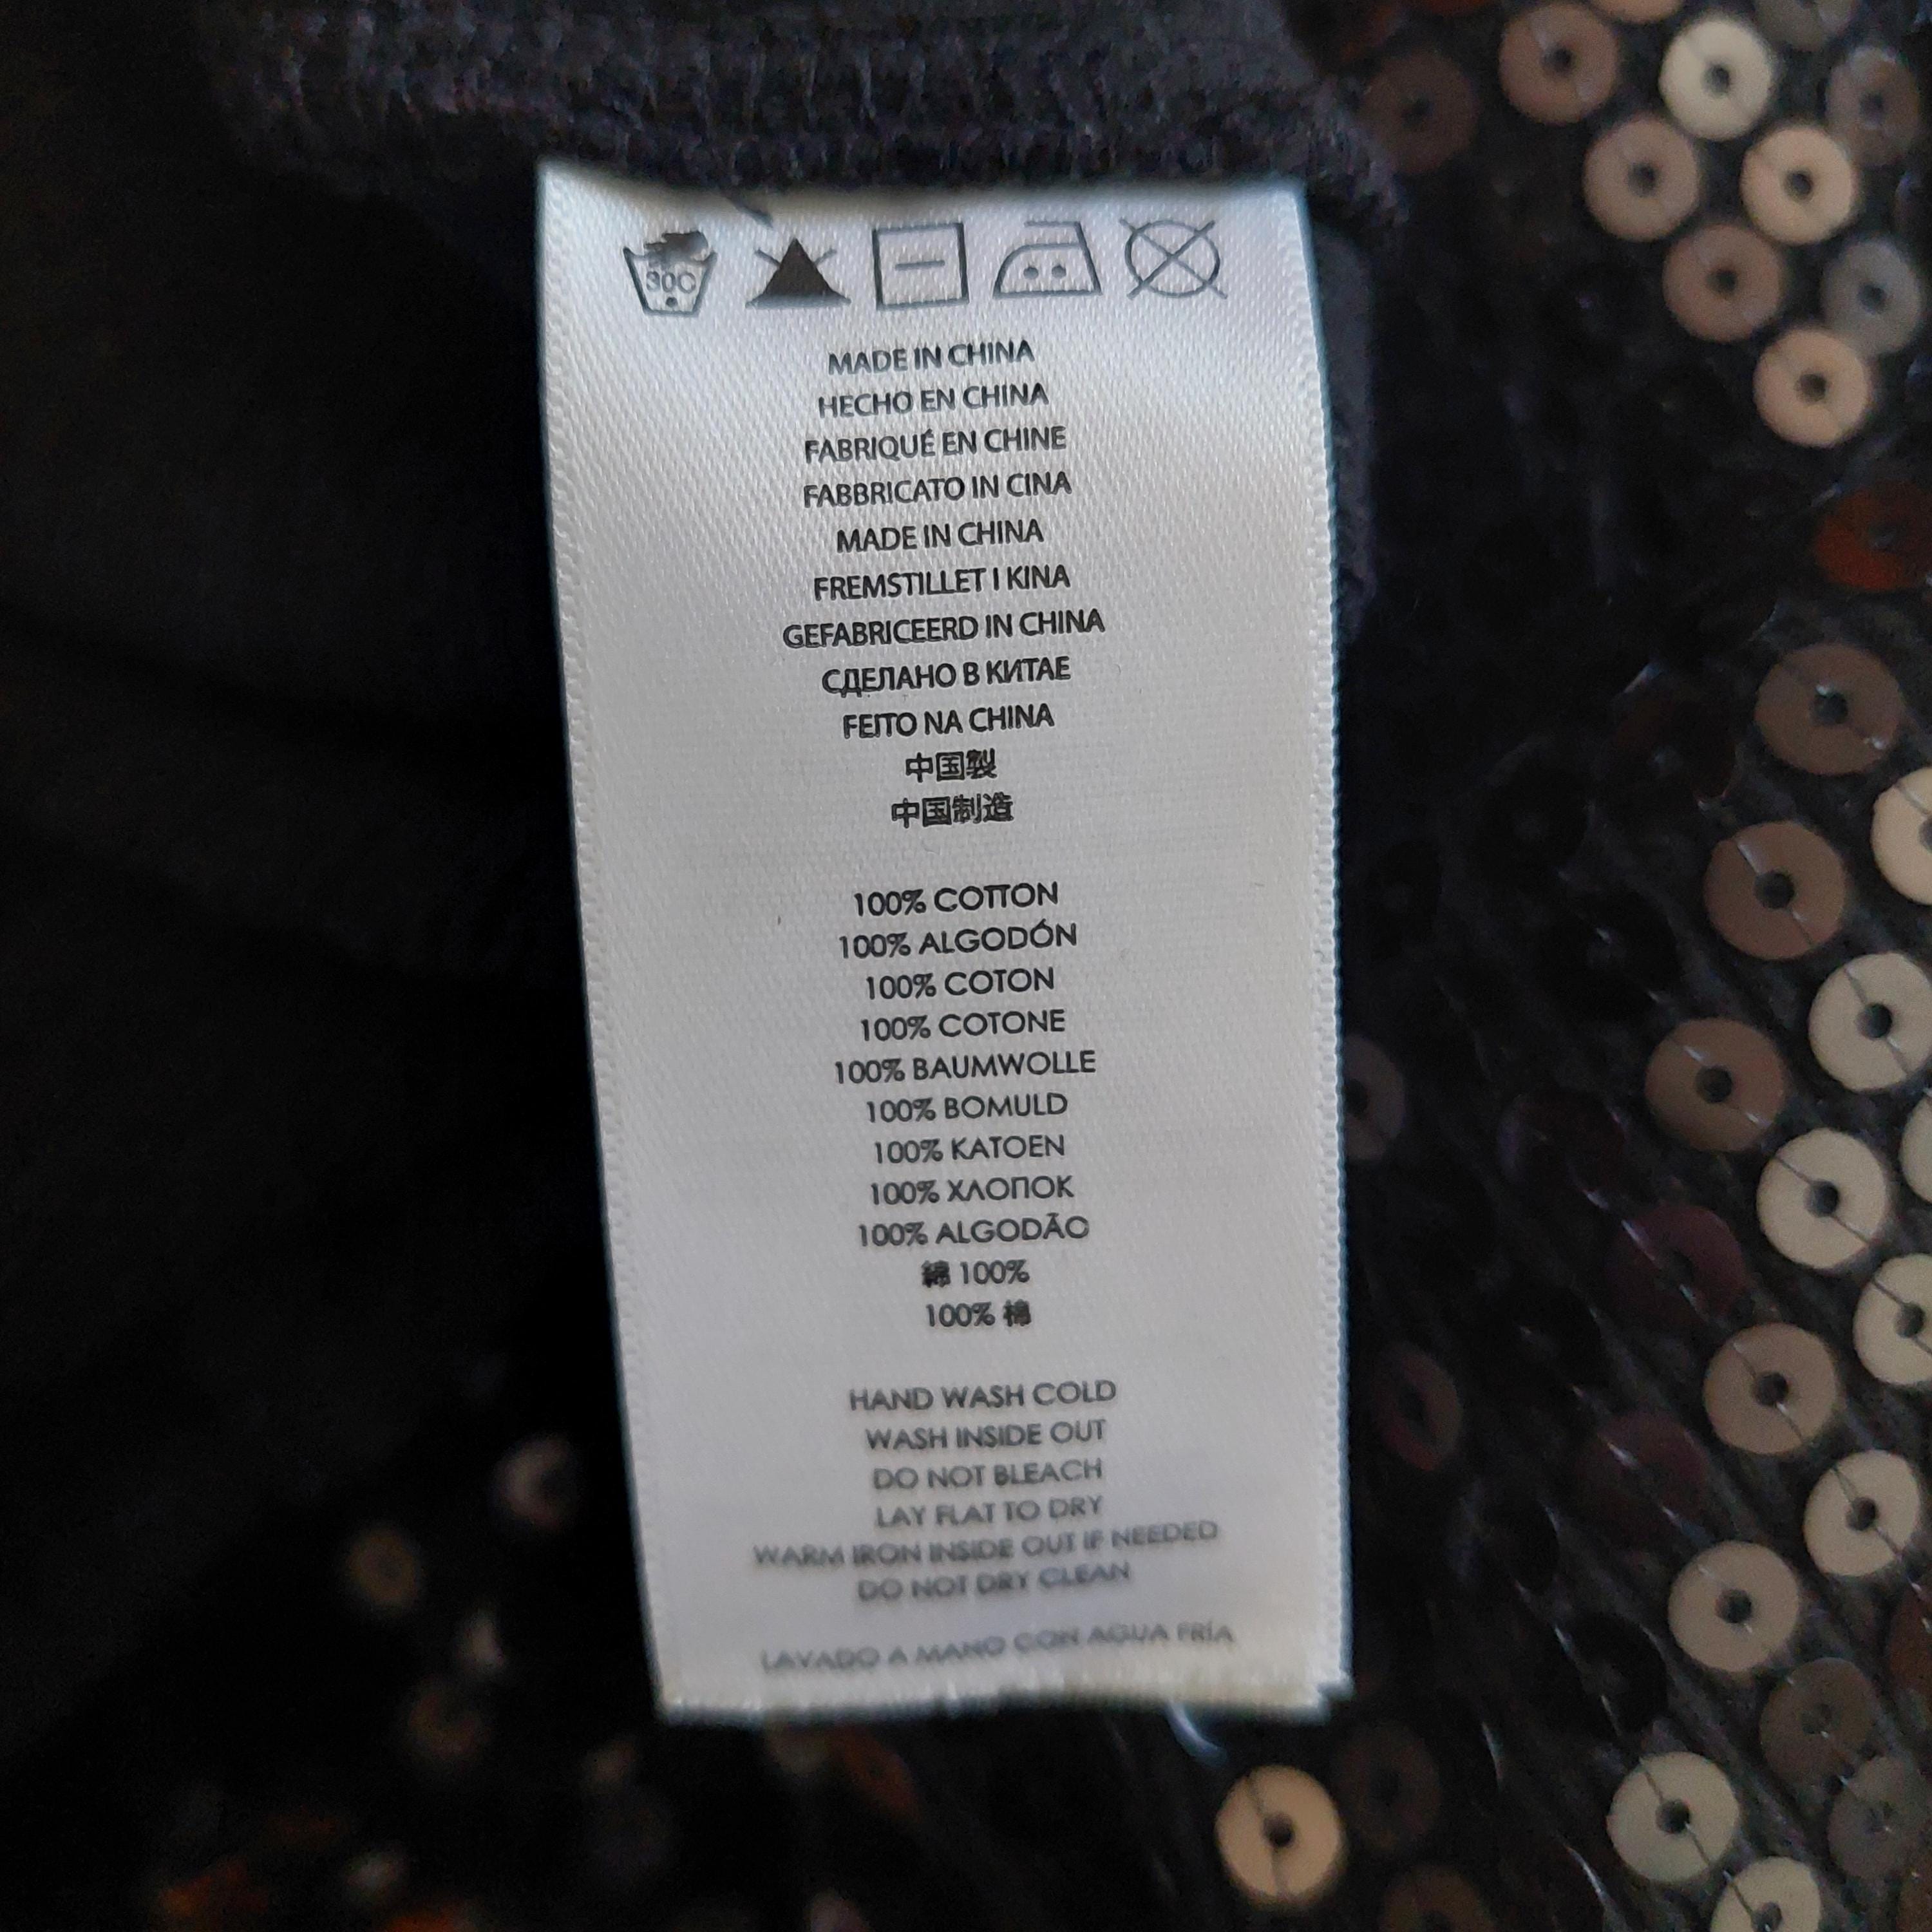 30C
MADE IN CHINA
HECHO EN CHINA
FABRIQUÉ EN CHINE
FABBRICATO IN CINA
MADE IN CHINA
FREMSTILLET I KINA
GEFABRICEERD IN CHINA
СДЕЛАНО В КИТАЕ
FEITO NA CHINA
中国製
中国制造
100% COTTON
100% ALGODÓN
100% COTON
100% COTONE
100% BAUMWOLLE
100% BOMULD
100% KATOEN
100% ХЛОПОК
100% ALGODÃO
綿 100%
100% 棉
HAND WASH COLD
WASH INSIDE OUT
DO NOT BLEACH
LAY FLAT TO DRY
WARM IRON INSIDE OUT IF NEEDED
DO NOT DRY CLEAN
LAVADO A MANO CON AGUA FRÍA